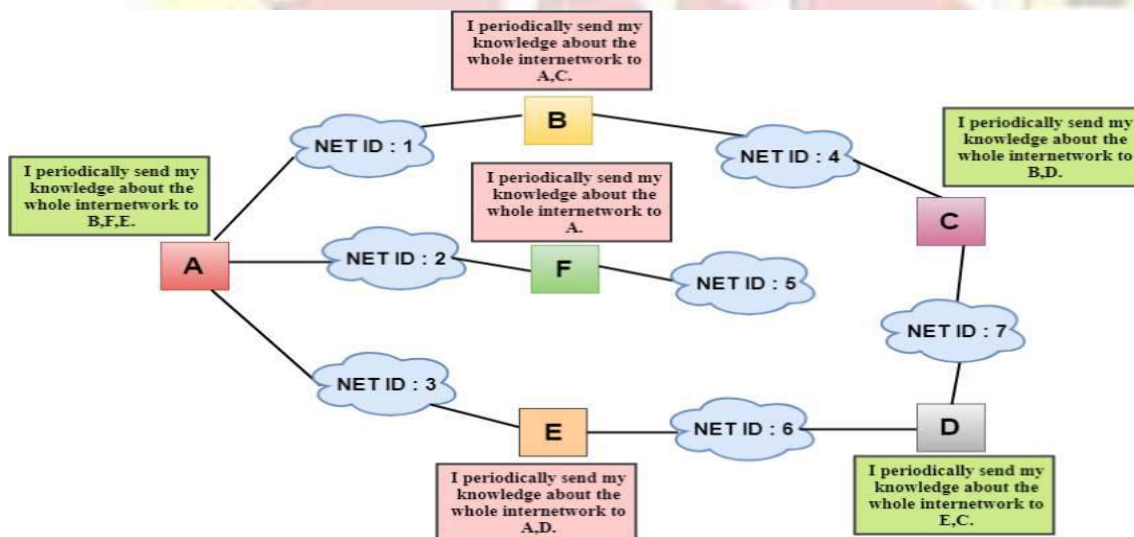 I periodically send my
knowledge about the
whole internetwork to
A,C.
B
NET ID : 1
NET ID : 4
I periodically send my
knowledge about the
whole internetwork to
B,D.
I periodically send my
knowledge about the
whole internetwork to
B,F,E.
I periodically send my
knowledge about the
whole internetwork to
A.
C
A
NET ID : 2
F
NET ID : 5
NET ID : 7
NET ID : 3
E
NET ID : 6
D
I periodically send my
knowledge about the
whole internetwork to
A,D.
I periodically send my
knowledge about the
whole internetwork to
E,C.